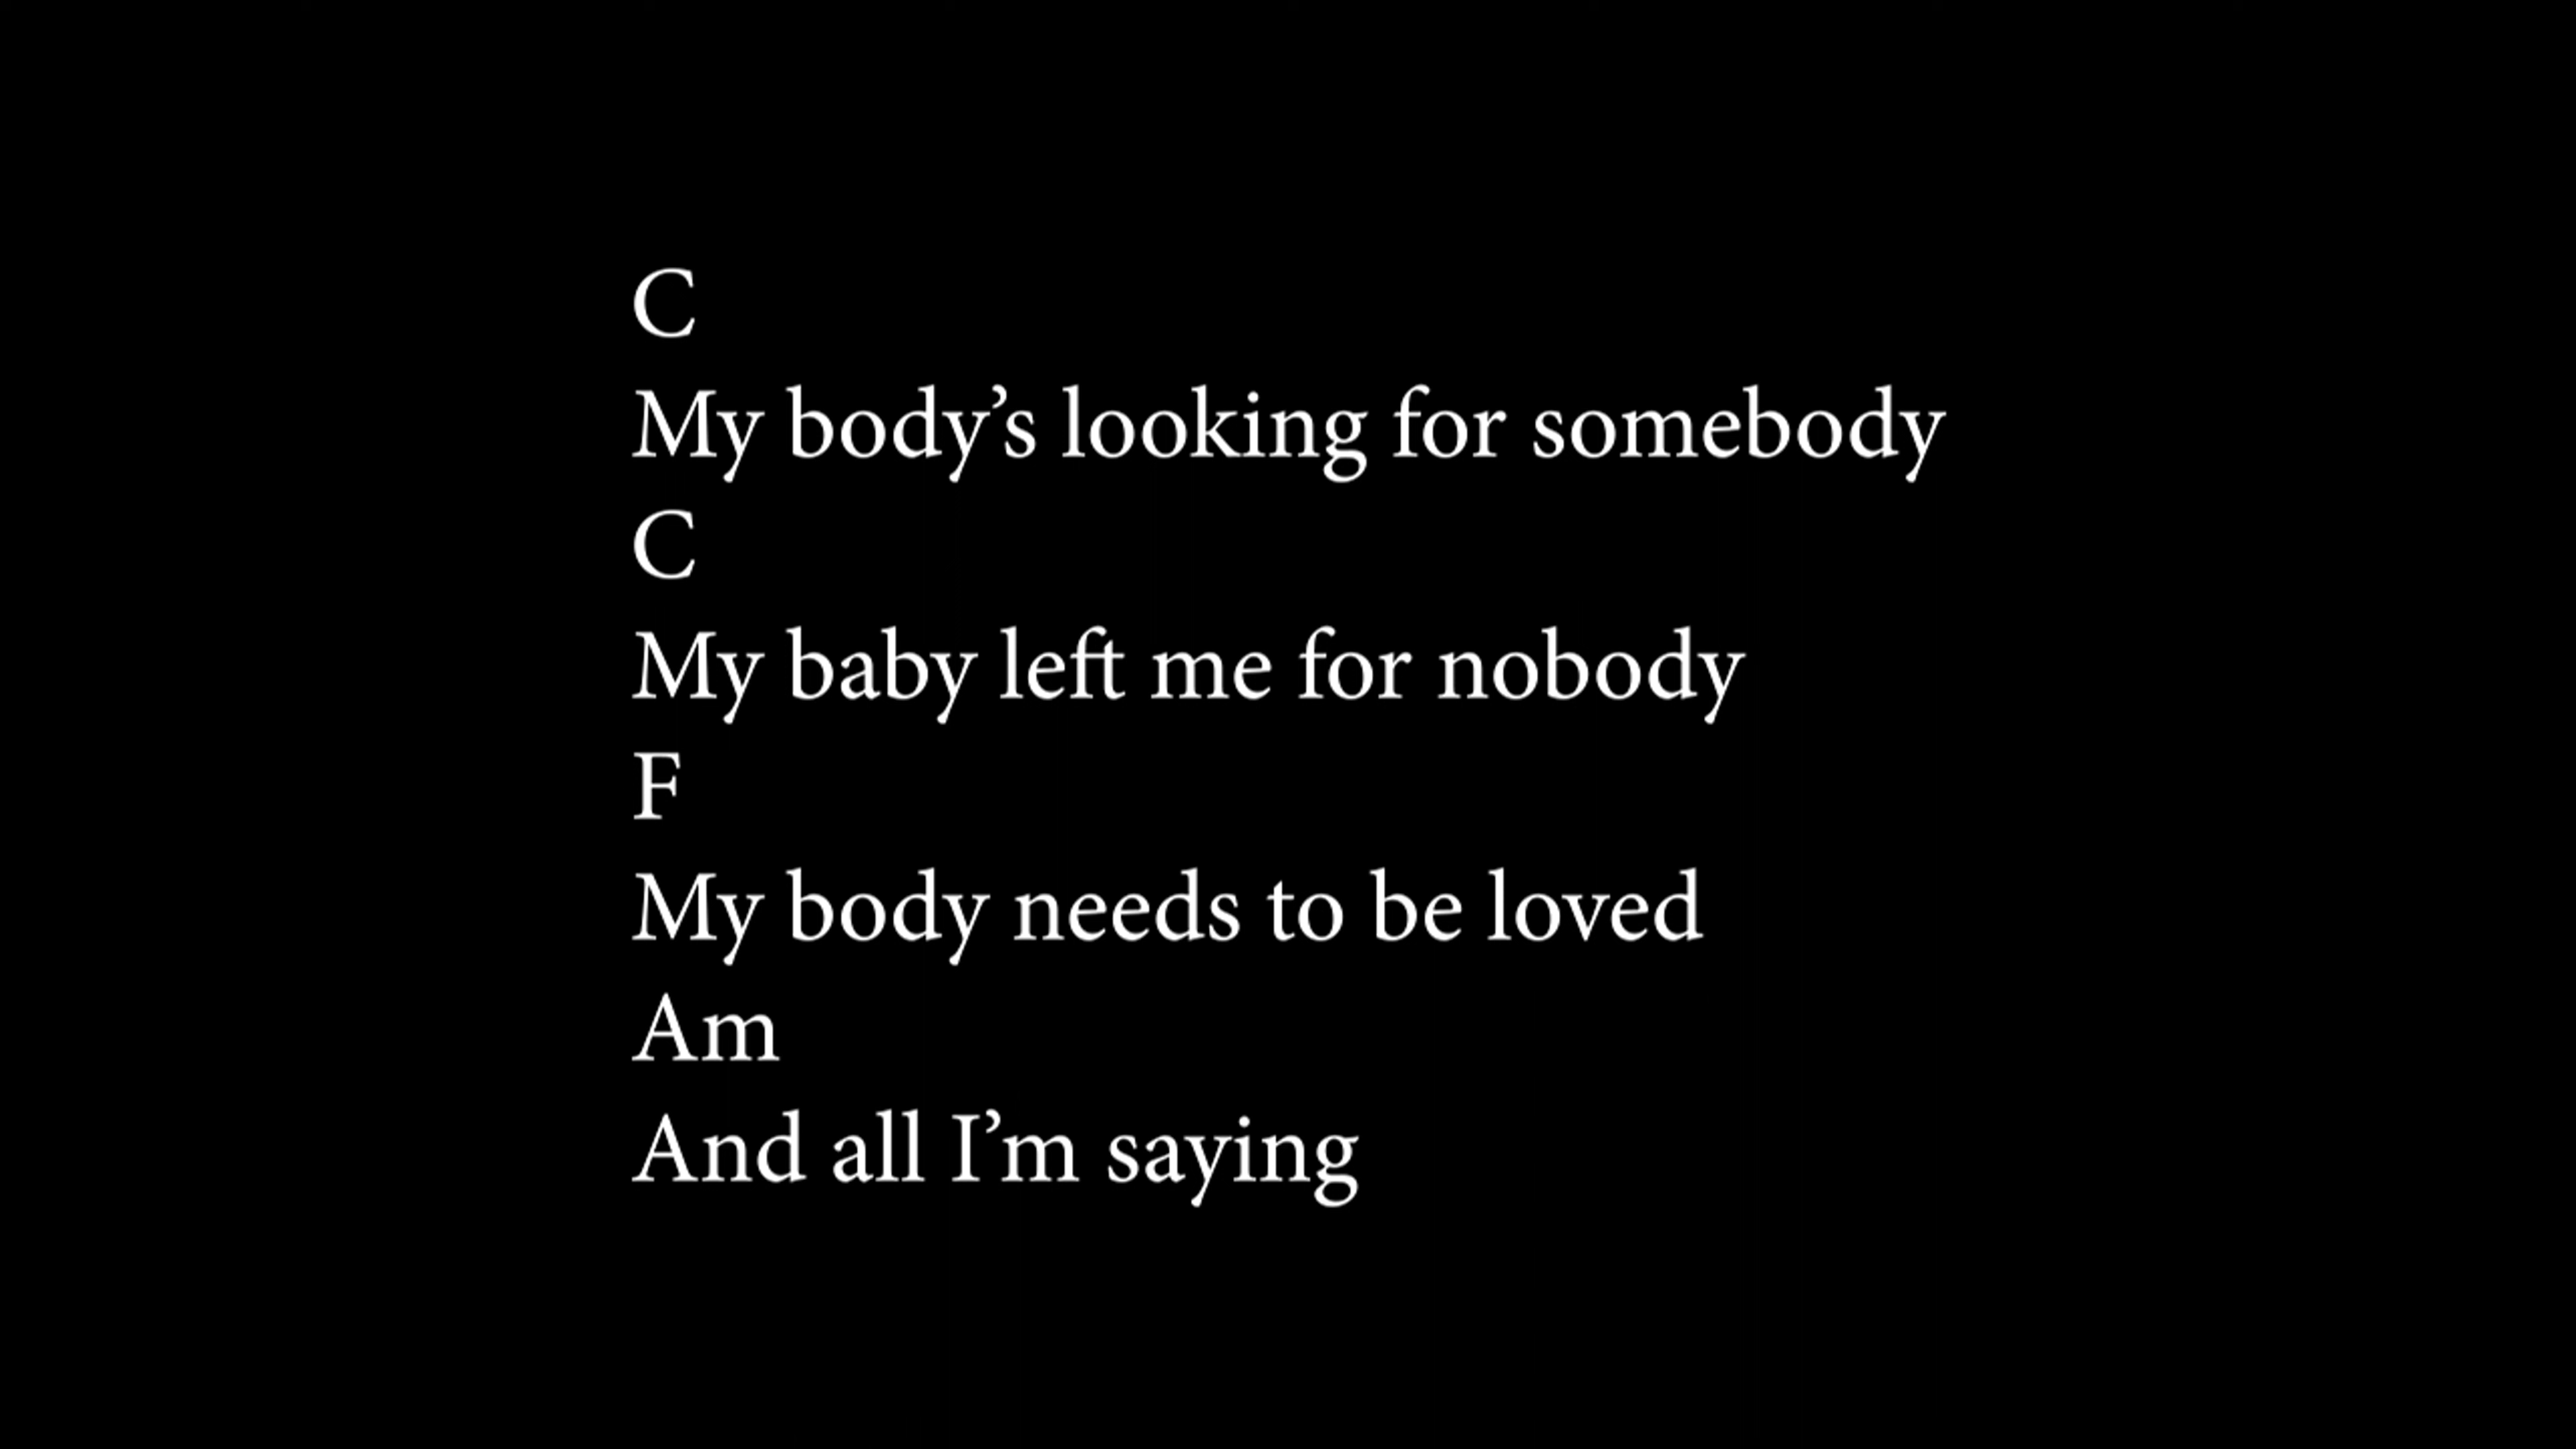 C
My body’s looking for somebody
C
My baby left me for nobody
F
My body needs to be loved
Am
And all I’m saying